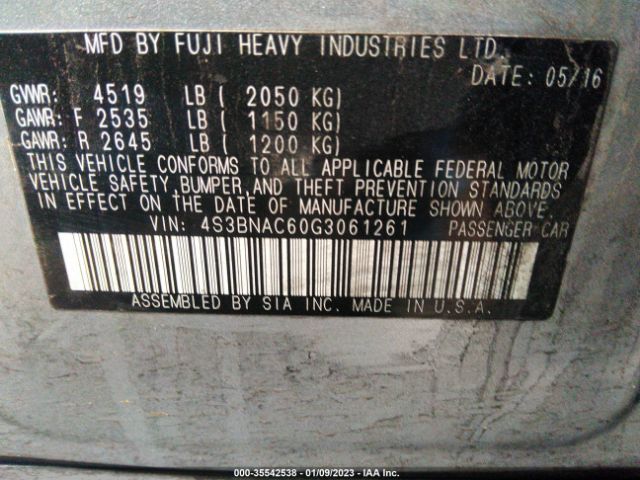 MFD BY FUJI HEAVY INDUSTRIES LTD.
DATE: 05/16
GVWR: 4519 LB ( 2050 KG)
GAWR: F 2535 LB ( 1150 KG)
GAWR: R 2645 LB ( 1200 KG)
THIS VEHICLE CONFORMS TO ALL APPLICABLE FEDERAL MOTOR
VEHICLE SAFETY, BUMPER, AND THEFT PREVENTION STANDARDS
IN EFFECT ON THE DATE OF MANUFACTURE SHOWN ABOVE.
VIN: 4S3BNAC60G3061261 PASSENGER CAR
ASSEMBLED BY SIA INC. MADE IN U.S.A.
000-35542538 - 01/09/2023 - IAA Inc.